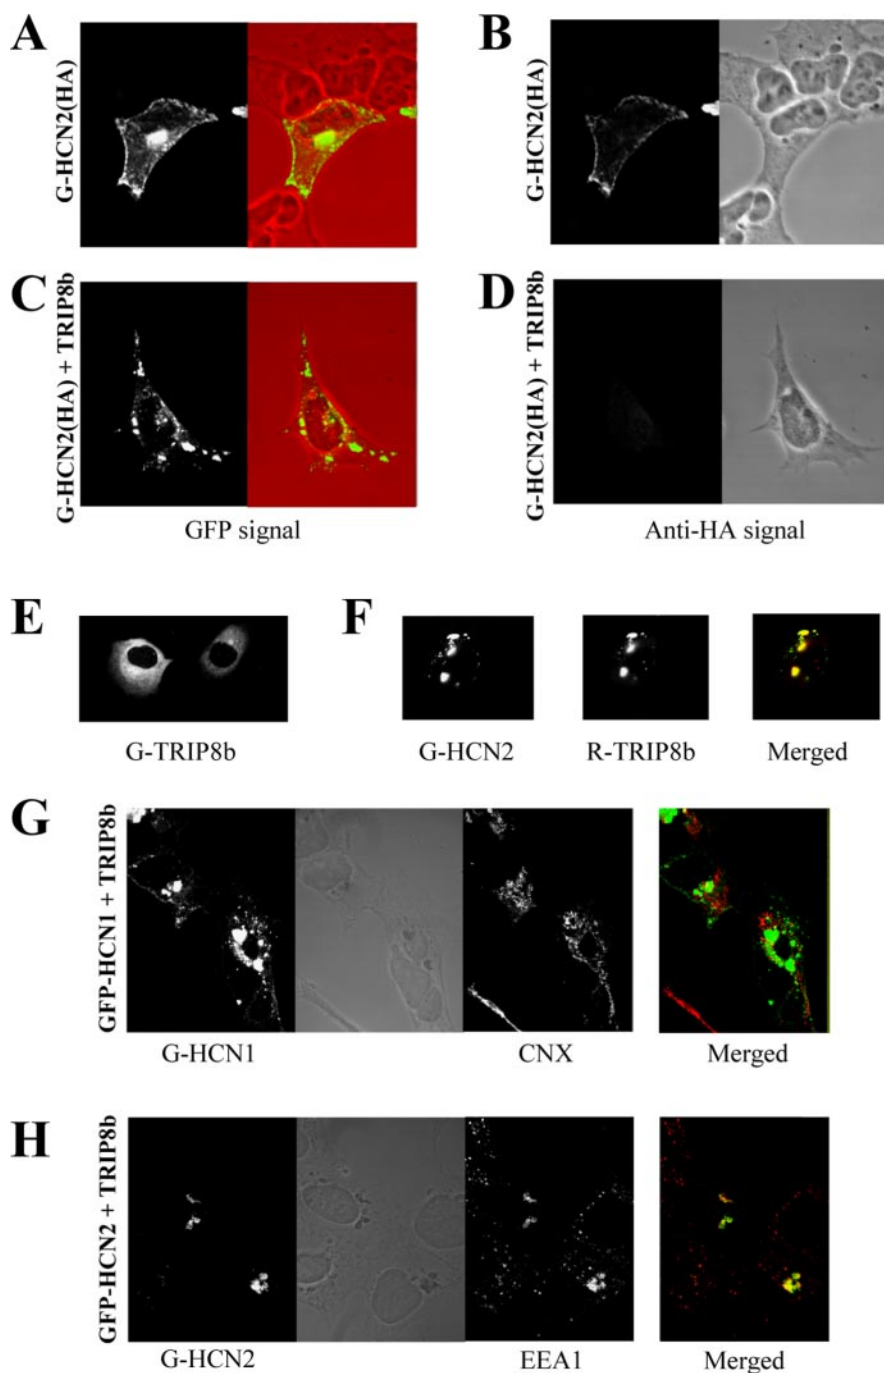 A
G-HCN2(HA)
B
G-HCN2(HA)
C
G-HCN2(HA) + TRIP8b
D
G-HCN2(HA) + TRIP8b
GFP signal
Anti-HA signal
E
F
G-TRIP8b
G-HCN2
R-TRIP8b
Merged
G
GFP-HCN1 + TRIP8b
G-HCN1
CNX
Merged
H
GFP-HCN2 + TRIP8b
G-HCN2
EEA1
Merged